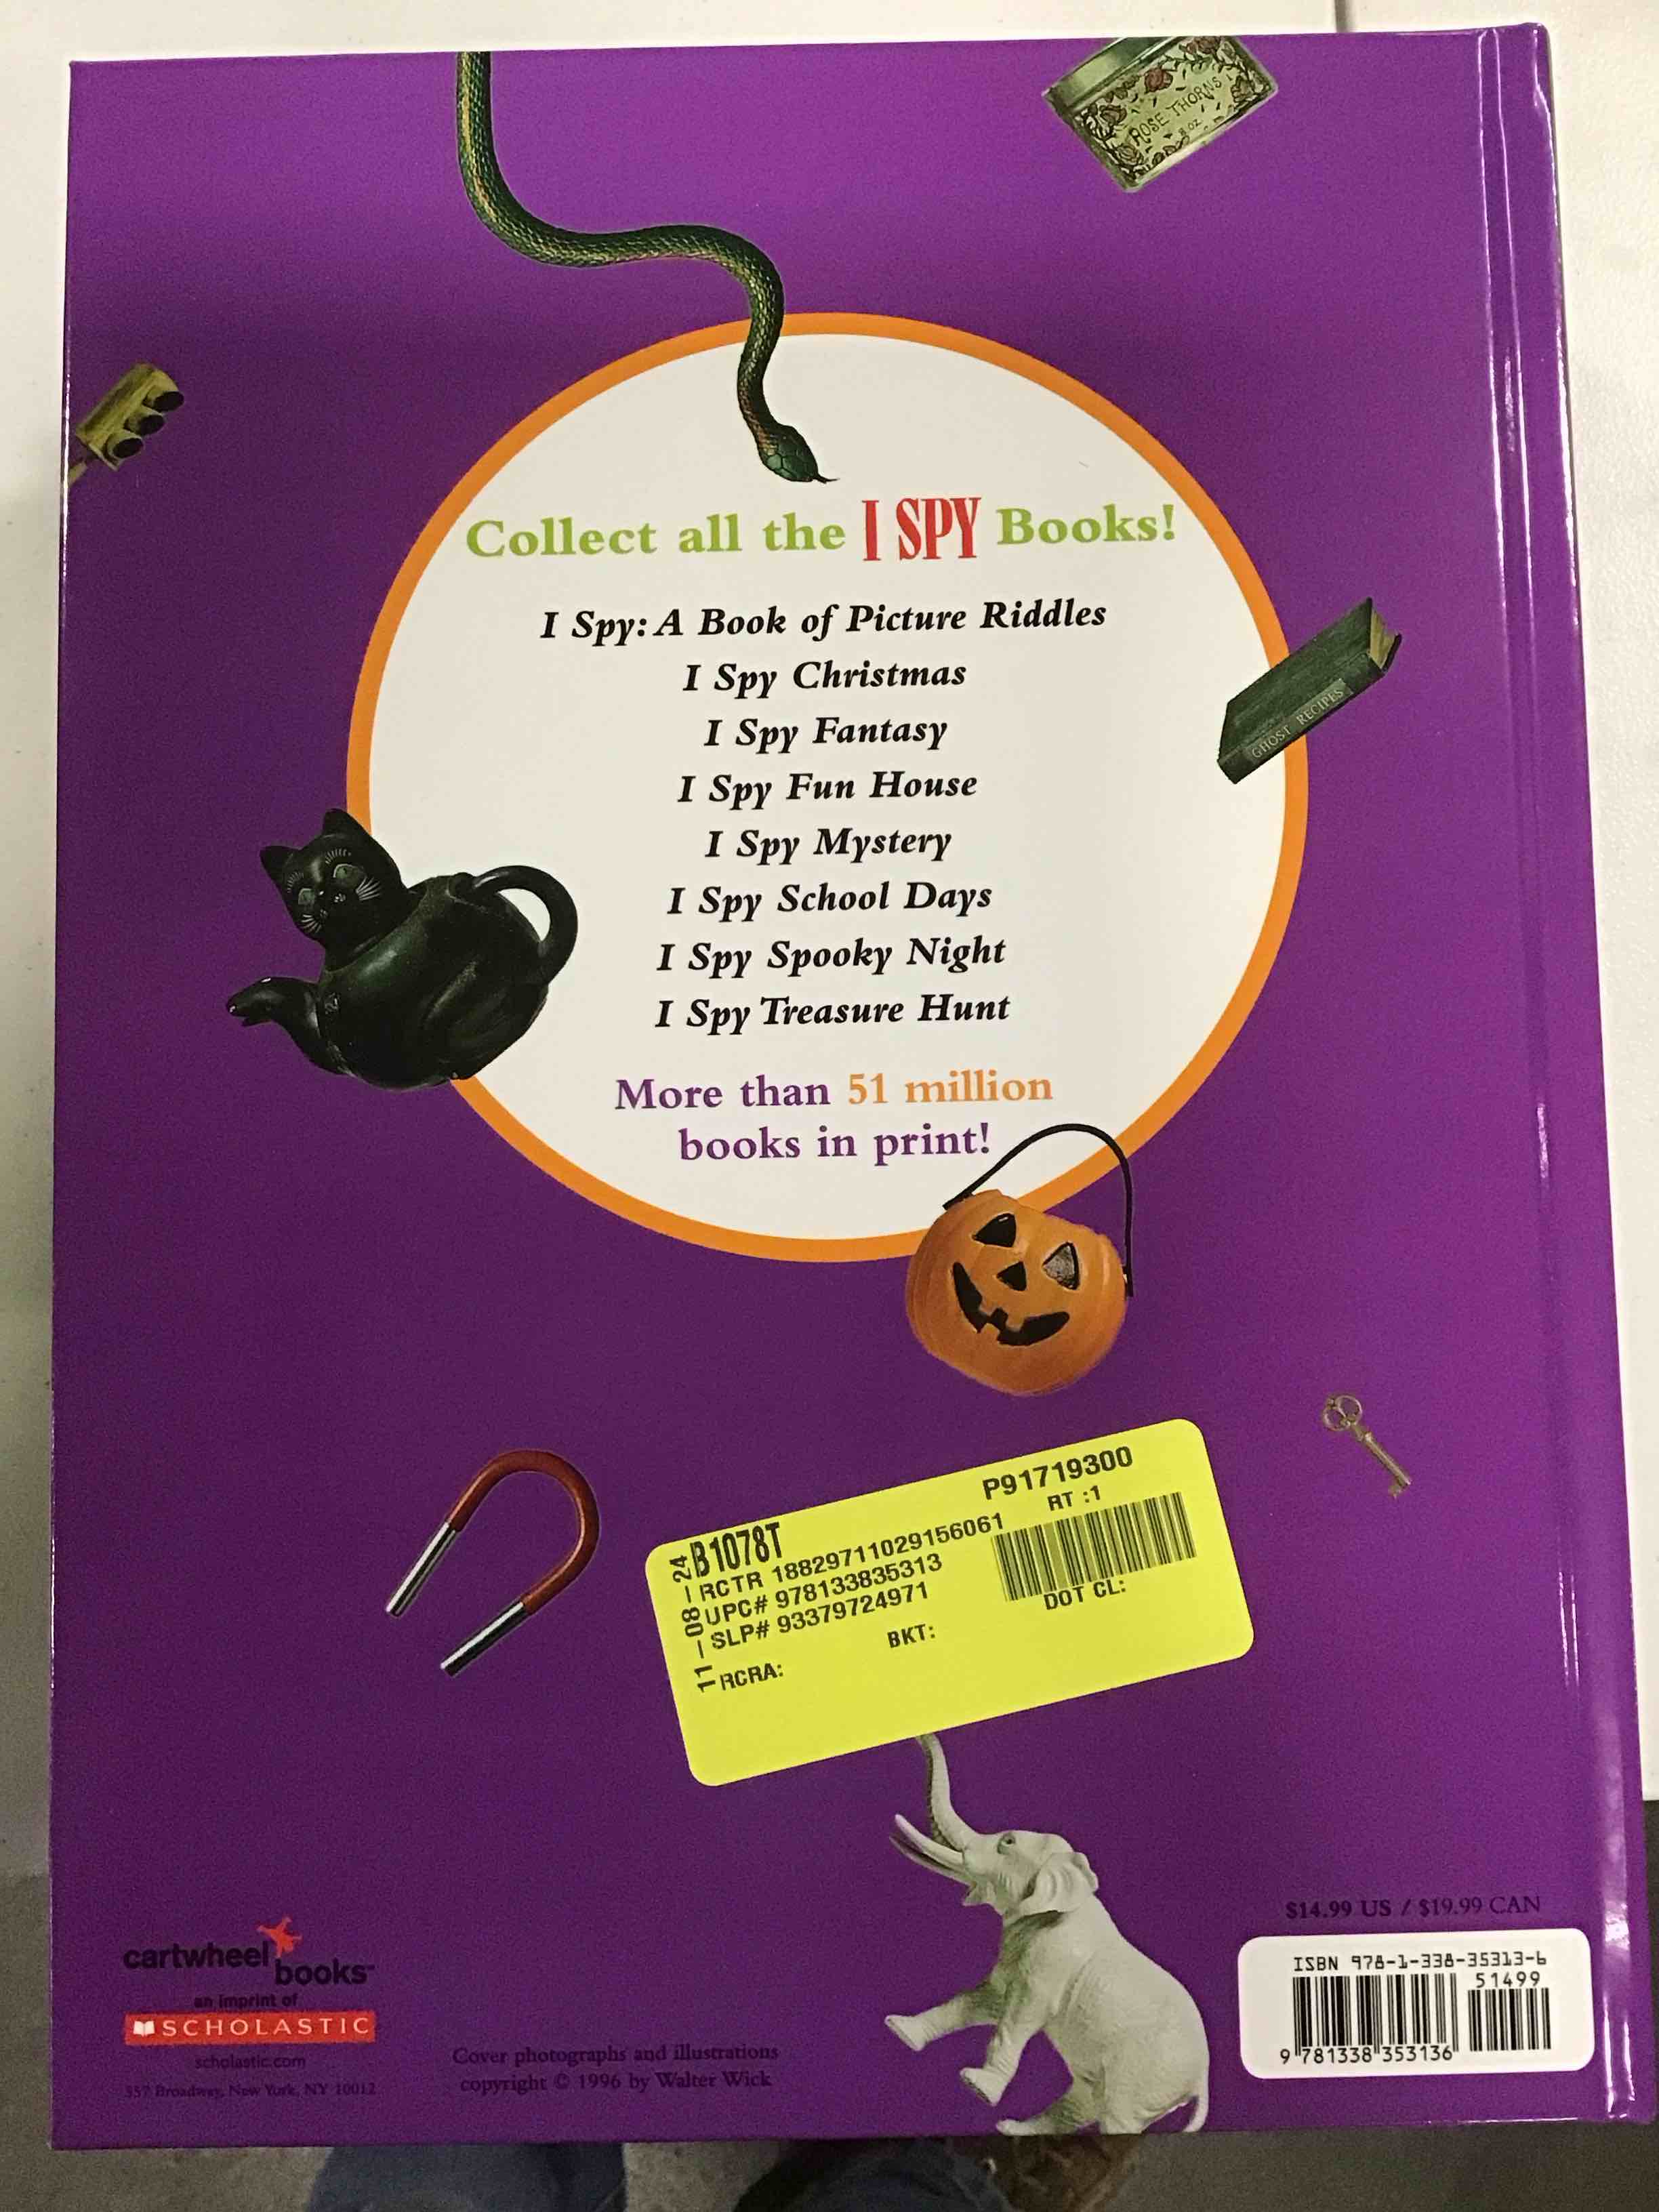 ROSE THORNS
8 OZ.
Collect all the I SPY Books!
I Spy: A Book of Picture Riddles
I Spy Christmas
I Spy Fantasy
I Spy Fun House
I Spy Mystery
I Spy School Days
I Spy Spooky Night
I Spy Treasure Hunt
GHOST RECIPES
More than 51 million
books in print!
P91719300
RT :1
B1078T
RCTR 18829711029156061
UPC# 978133835313
SLP# 93379724971
DOT CL:
BKT:
RCRA:
11-08-24
$14.99 US / $19.99 CAN
ISBN 978-1-338-35313-6
51499
9 781338 353136
cartwheel books™
an imprint of
SCHOLASTIC
scholastic.com
557 Broadway, New York, NY 10012
Cover photographs and illustrations
copyright © 1996 by Walter Wick